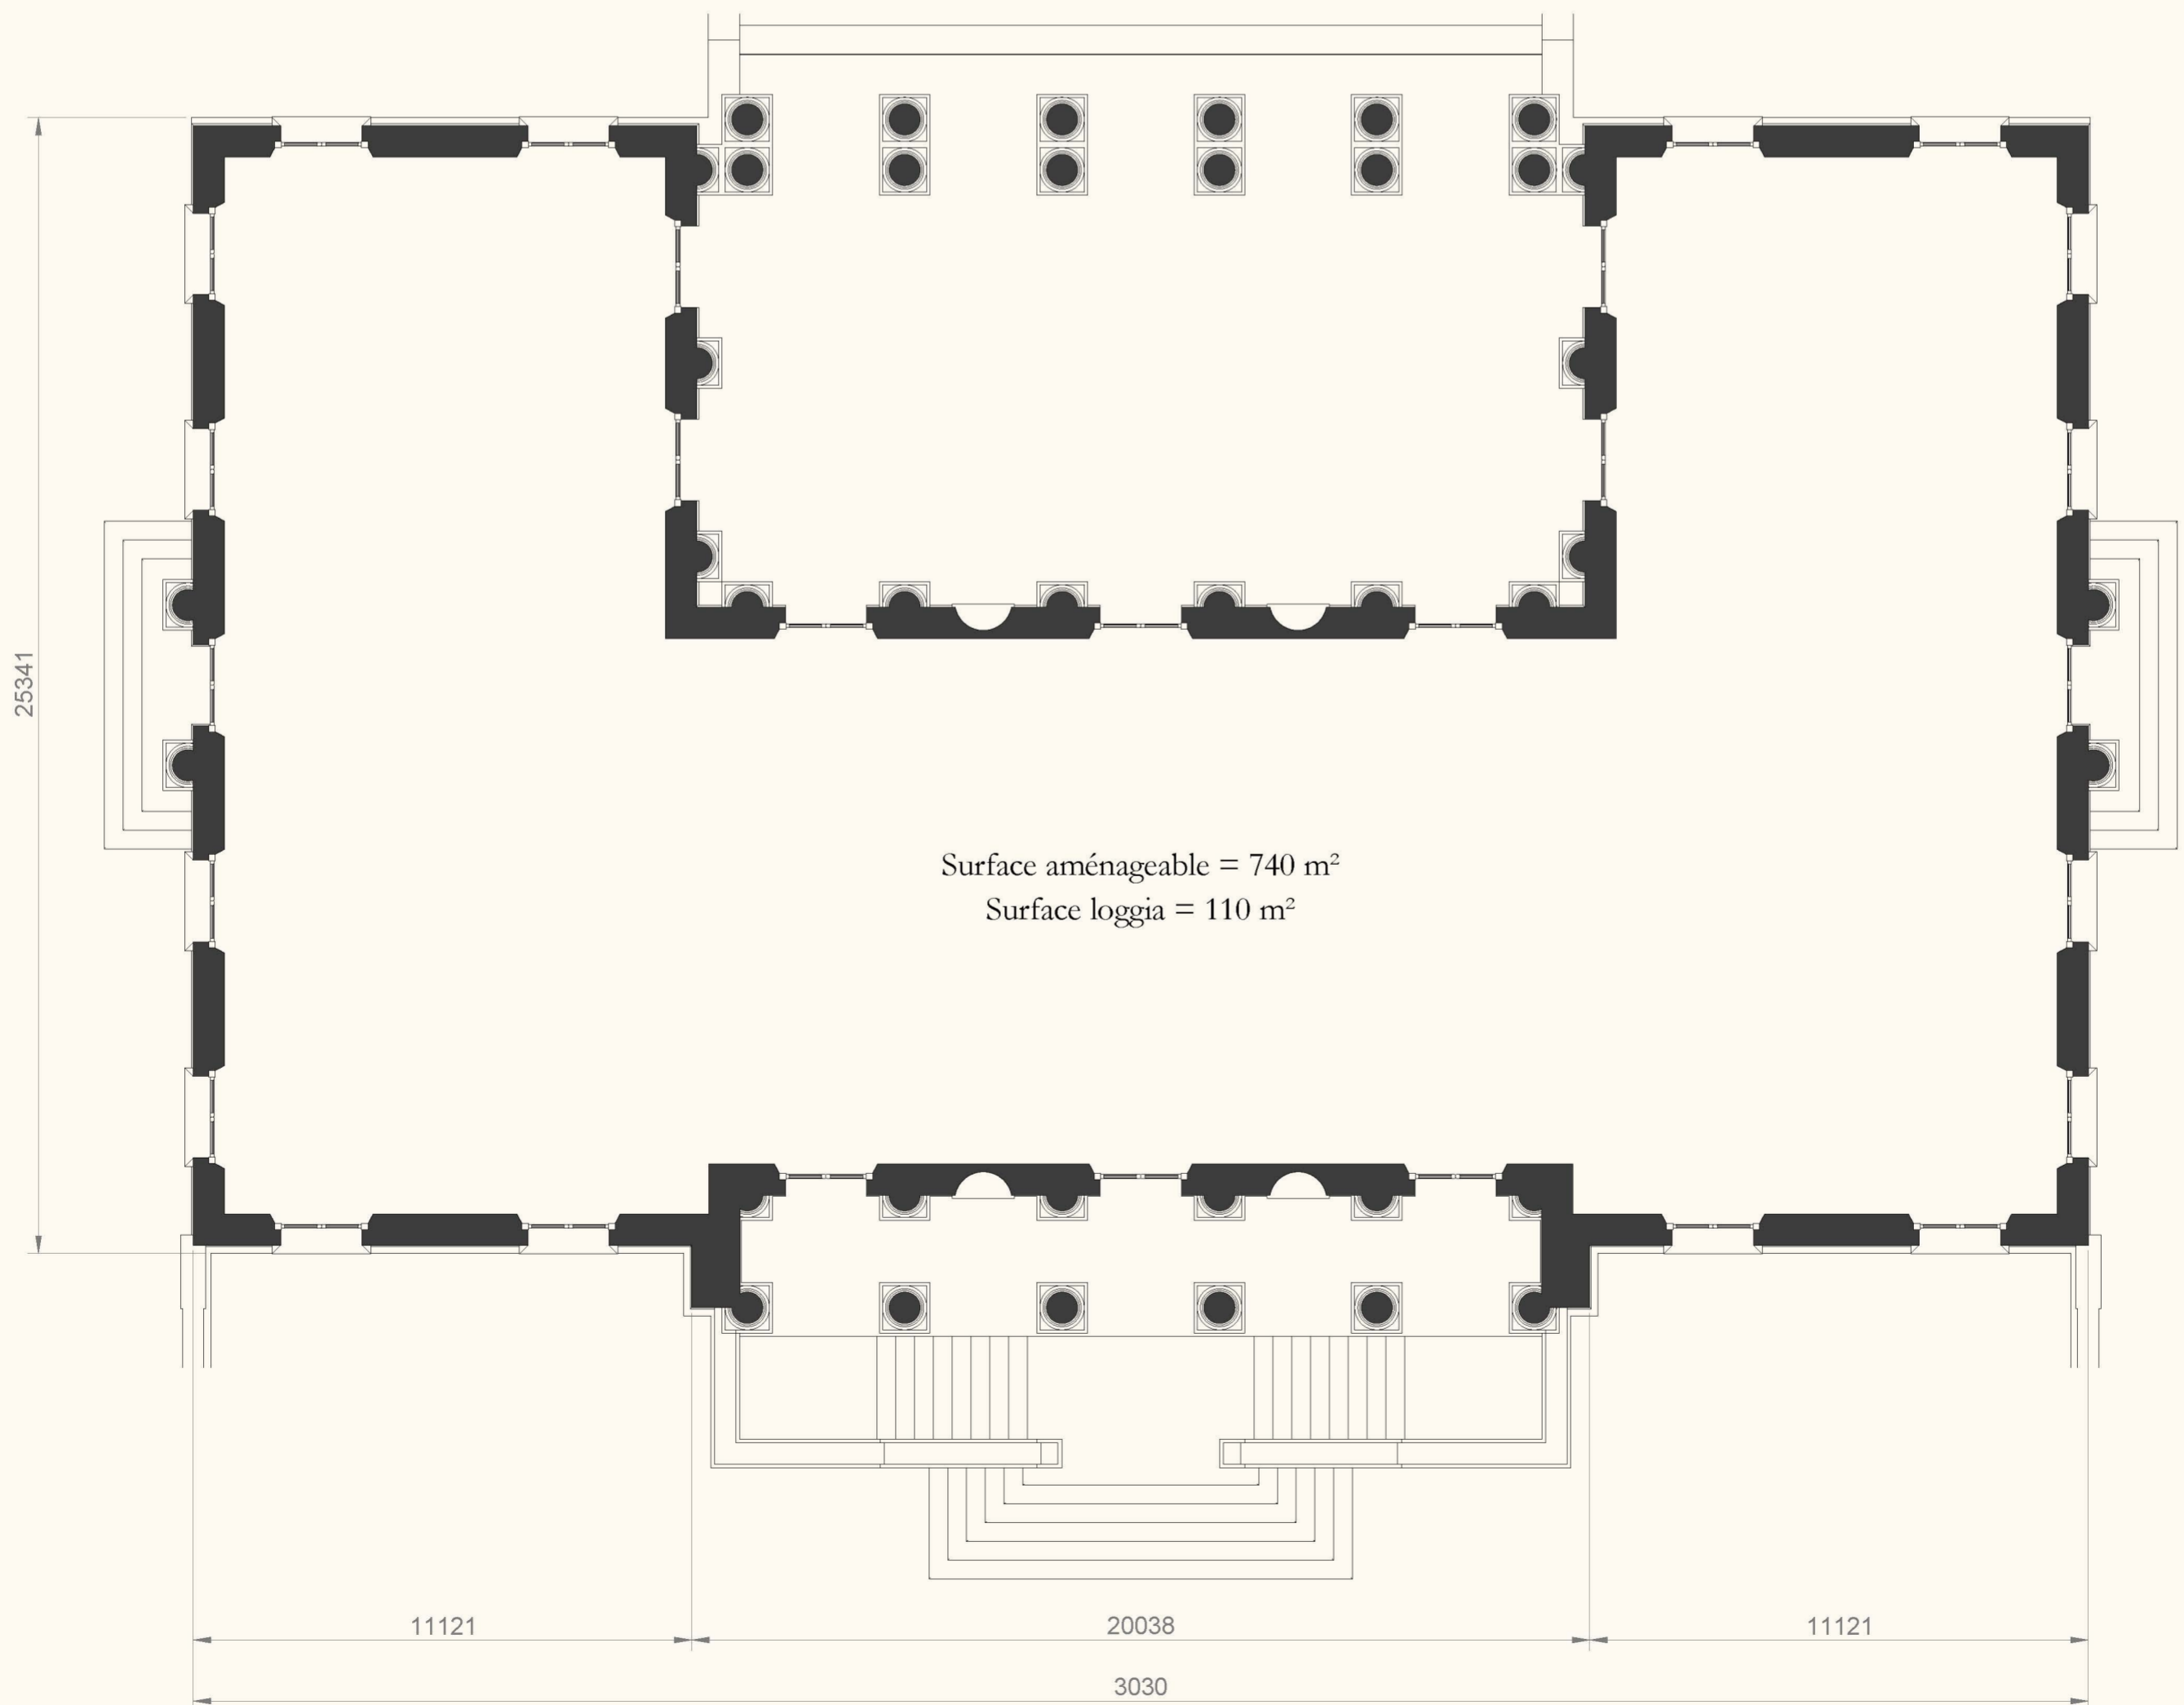 25341
Surface aménageable = 740 m²
Surface loggia = 110 m²
11121
20038
11121
3030